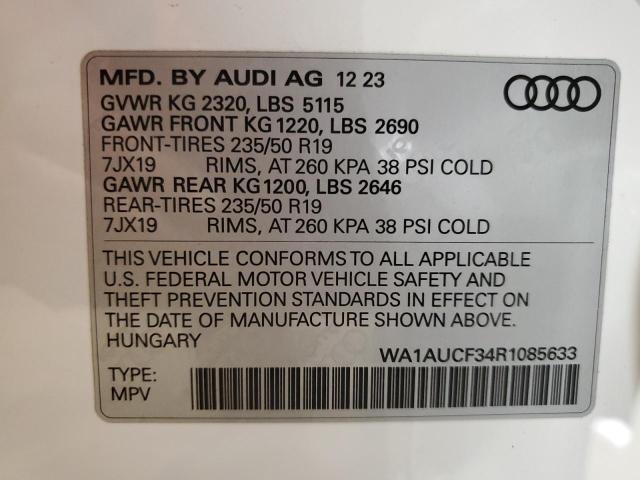 MFD. BY AUDI AG 12 23
GVWR KG 2320, LBS 5115
GAWR FRONT KG 1220, LBS 2690
FRONT-TIRES 235/50 R19
7JX19 RIMS, AT 260 KPA 38 PSI COLD
GAWR REAR KG 1200, LBS 2646
REAR-TIRES 235/50 R19
7JX19 RIMS, AT 260 KPA 38 PSI COLD
THIS VEHICLE CONFORMS TO ALL APPLICABLE
U.S. FEDERAL MOTOR VEHICLE SAFETY AND
THEFT PREVENTION STANDARDS IN EFFECT ON
THE DATE OF MANUFACTURE SHOWN ABOVE.
HUNGARY
WA1AUCF34R1085633
TYPE:
MPV